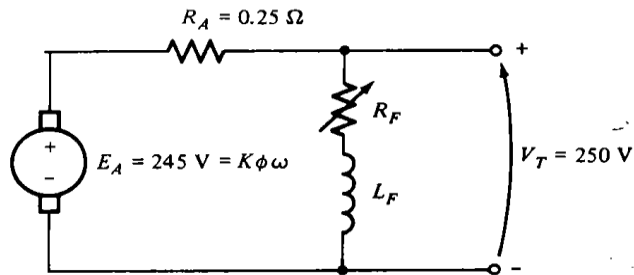 R_A = 0.25 Ω
+
R_F
+
E_A = 245 V = Kϕω
−
V_T = 250 V
L_F
−